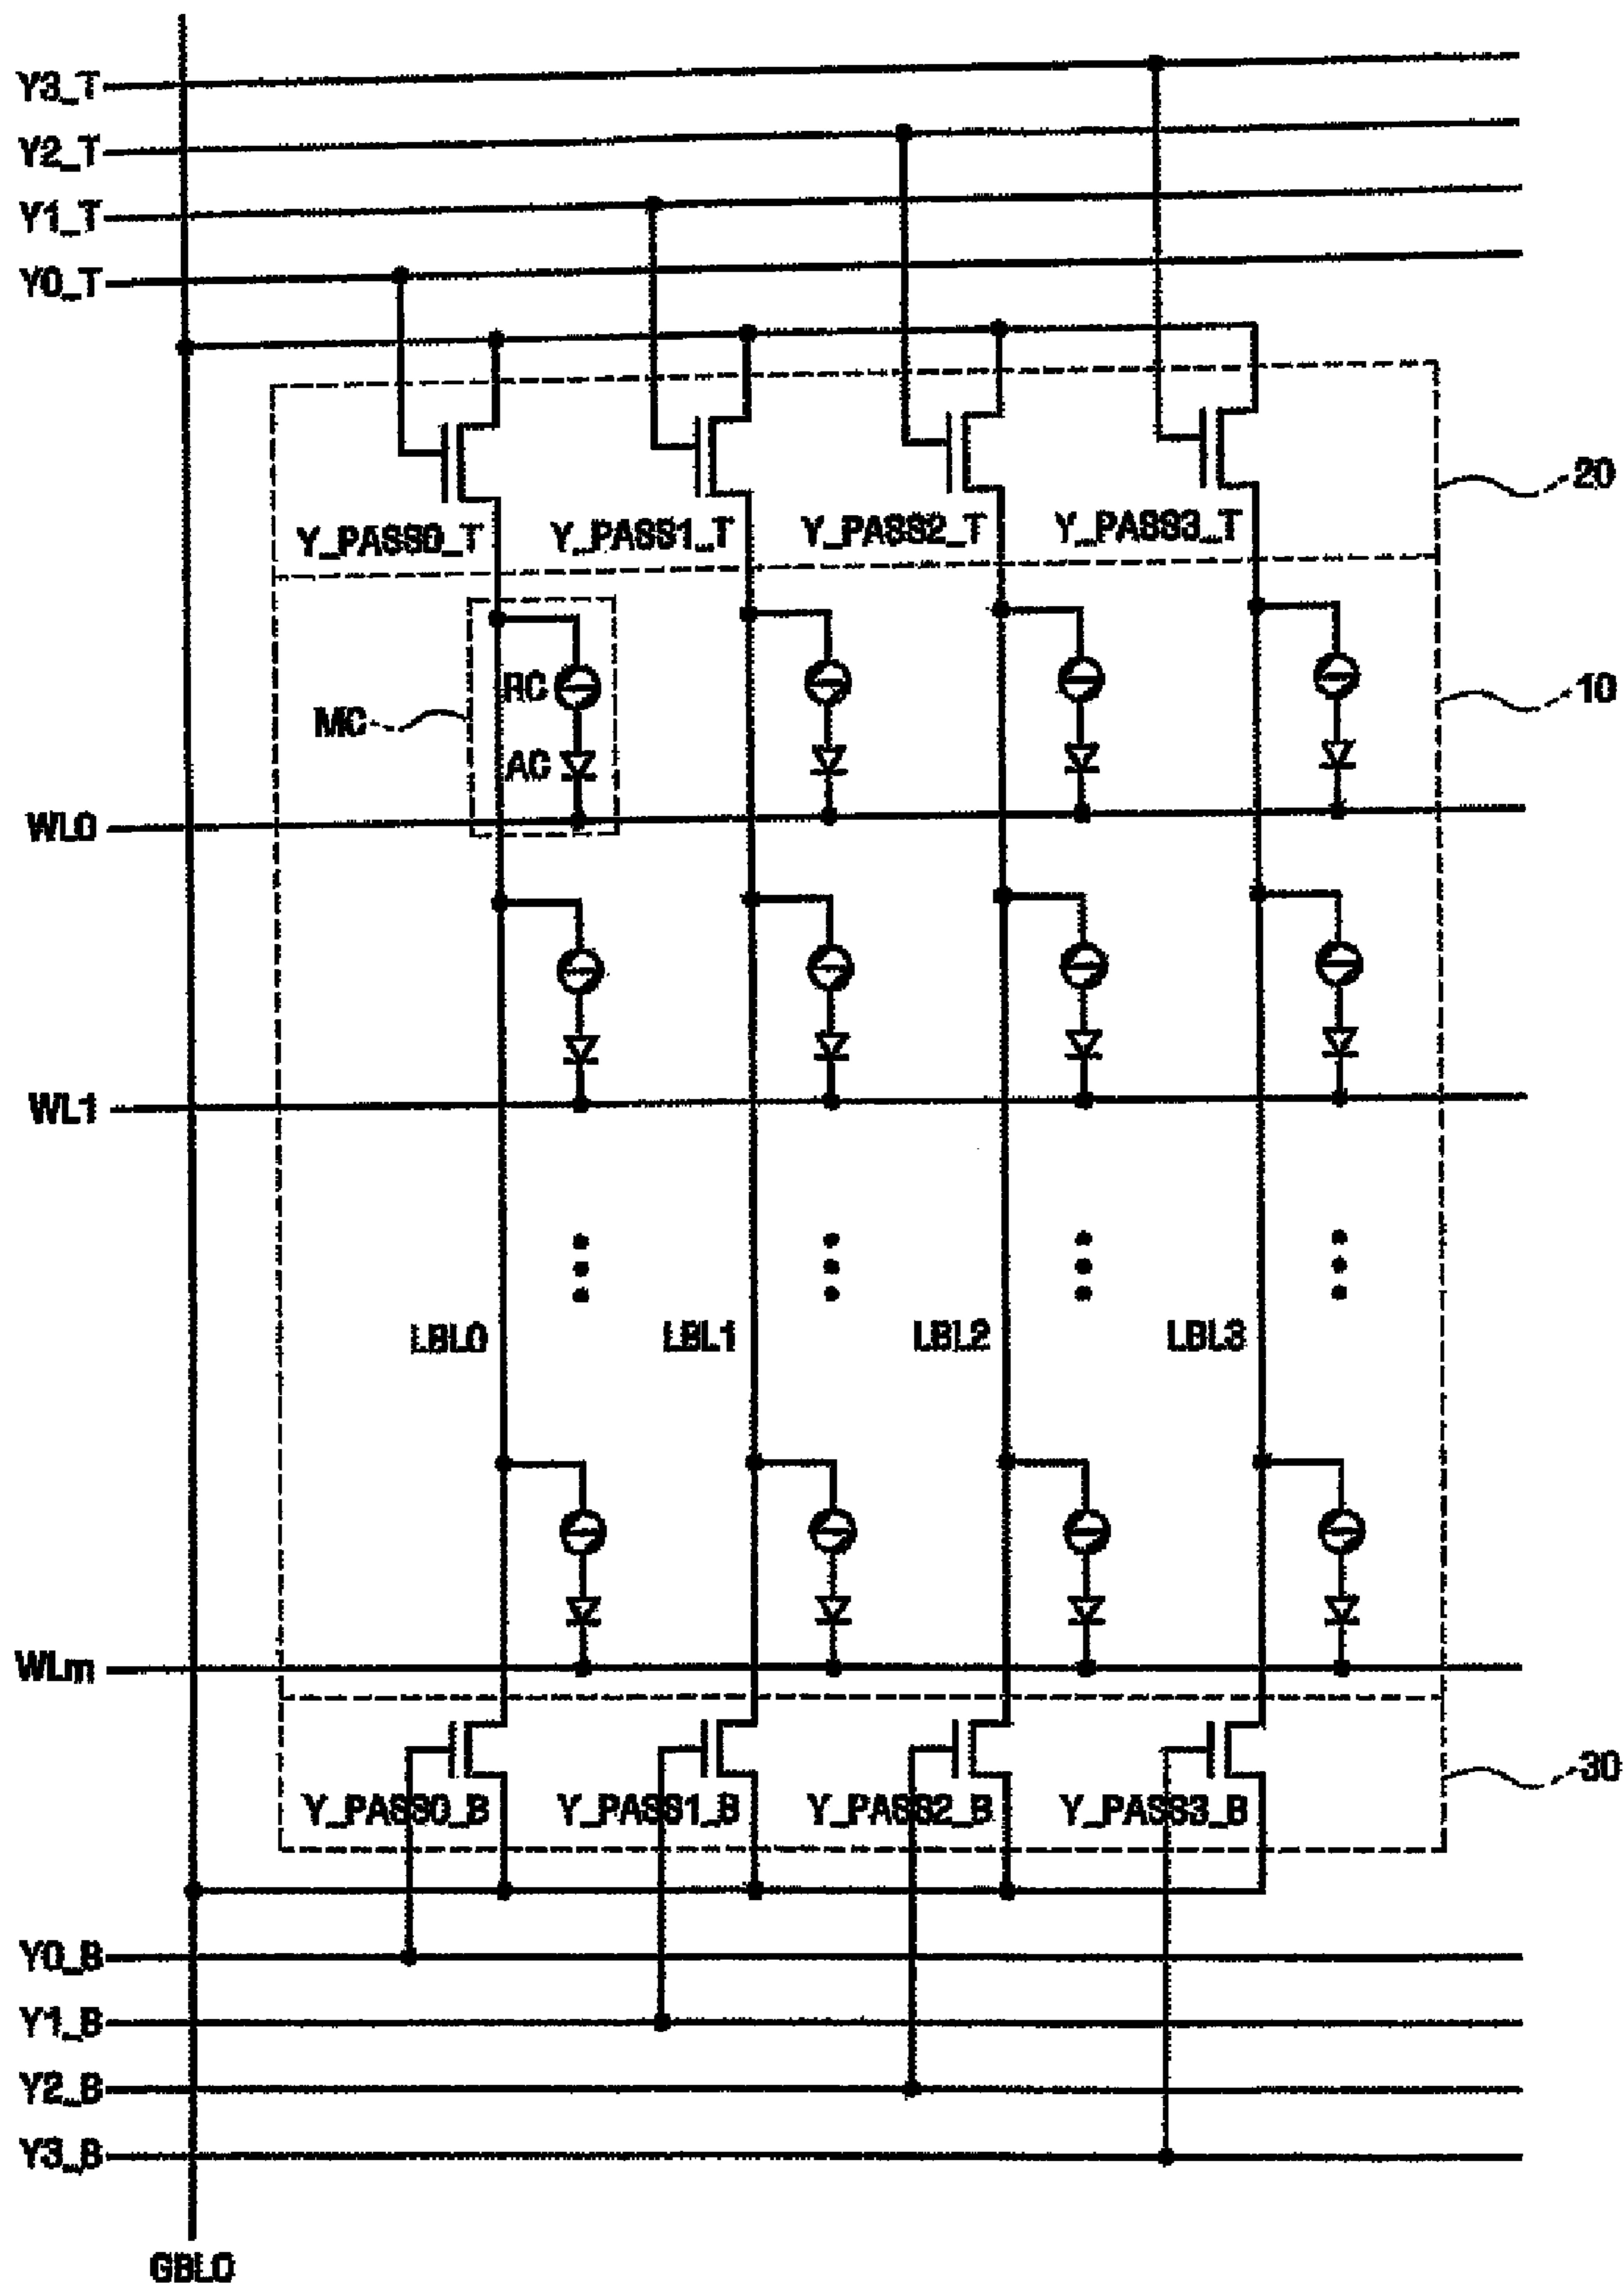 Y3_T
Y2_T
Y1_T
Y0_T
20
Y_PASS0_T Y_PASS1_T Y_PASS2_T Y_PASS3_T
10
RC
MC
AC
WL0
WL1
LBL0 LBL1 LBL2 LBL3
WLm
30
Y_PASS0_B Y_PASS1_B Y_PASS2_B Y_PASS3_B
Y0_B
Y1_B
Y2_B
Y3_B
GBL0